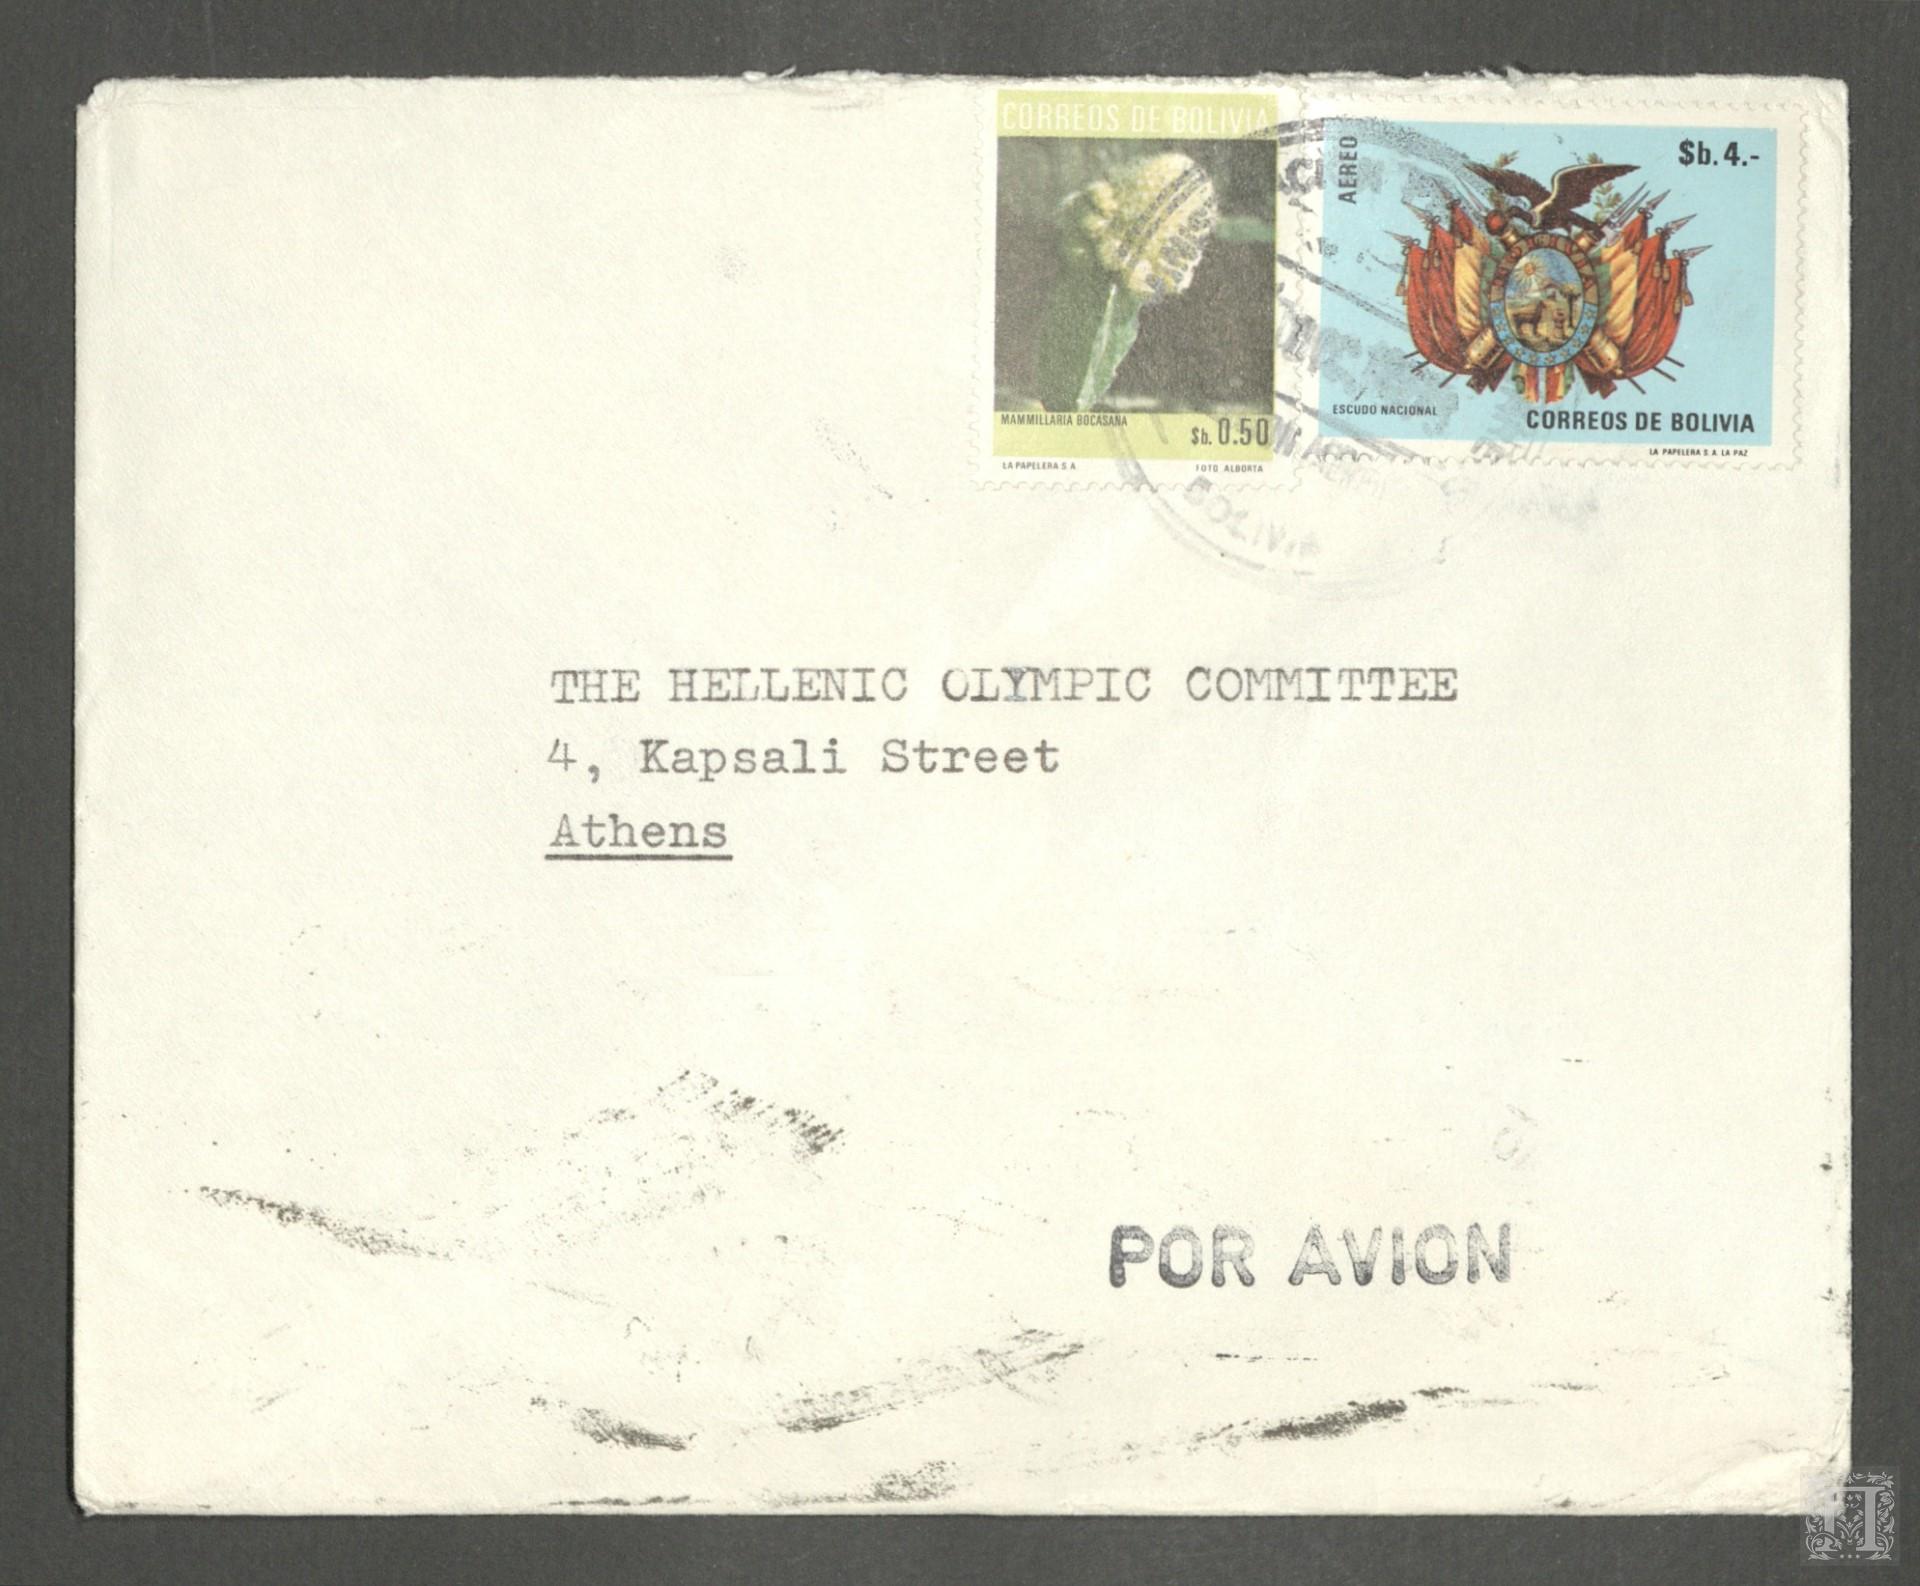 CORREOS DE BOLIVIA
MAMMILLARIA BOCASANA
$b. 0.50
LA PAPELERA S A
FOTO ALBORTA
AEREO
$b. 4.-
ESCUDO NACIONAL
CORREOS DE BOLIVIA
LA PAPELERA S. A. LA PAZ
BOLIVIA
THE HELLENIC OLYMPIC COMMITTEE
4, Kapsali Street
Athens
POR AVION